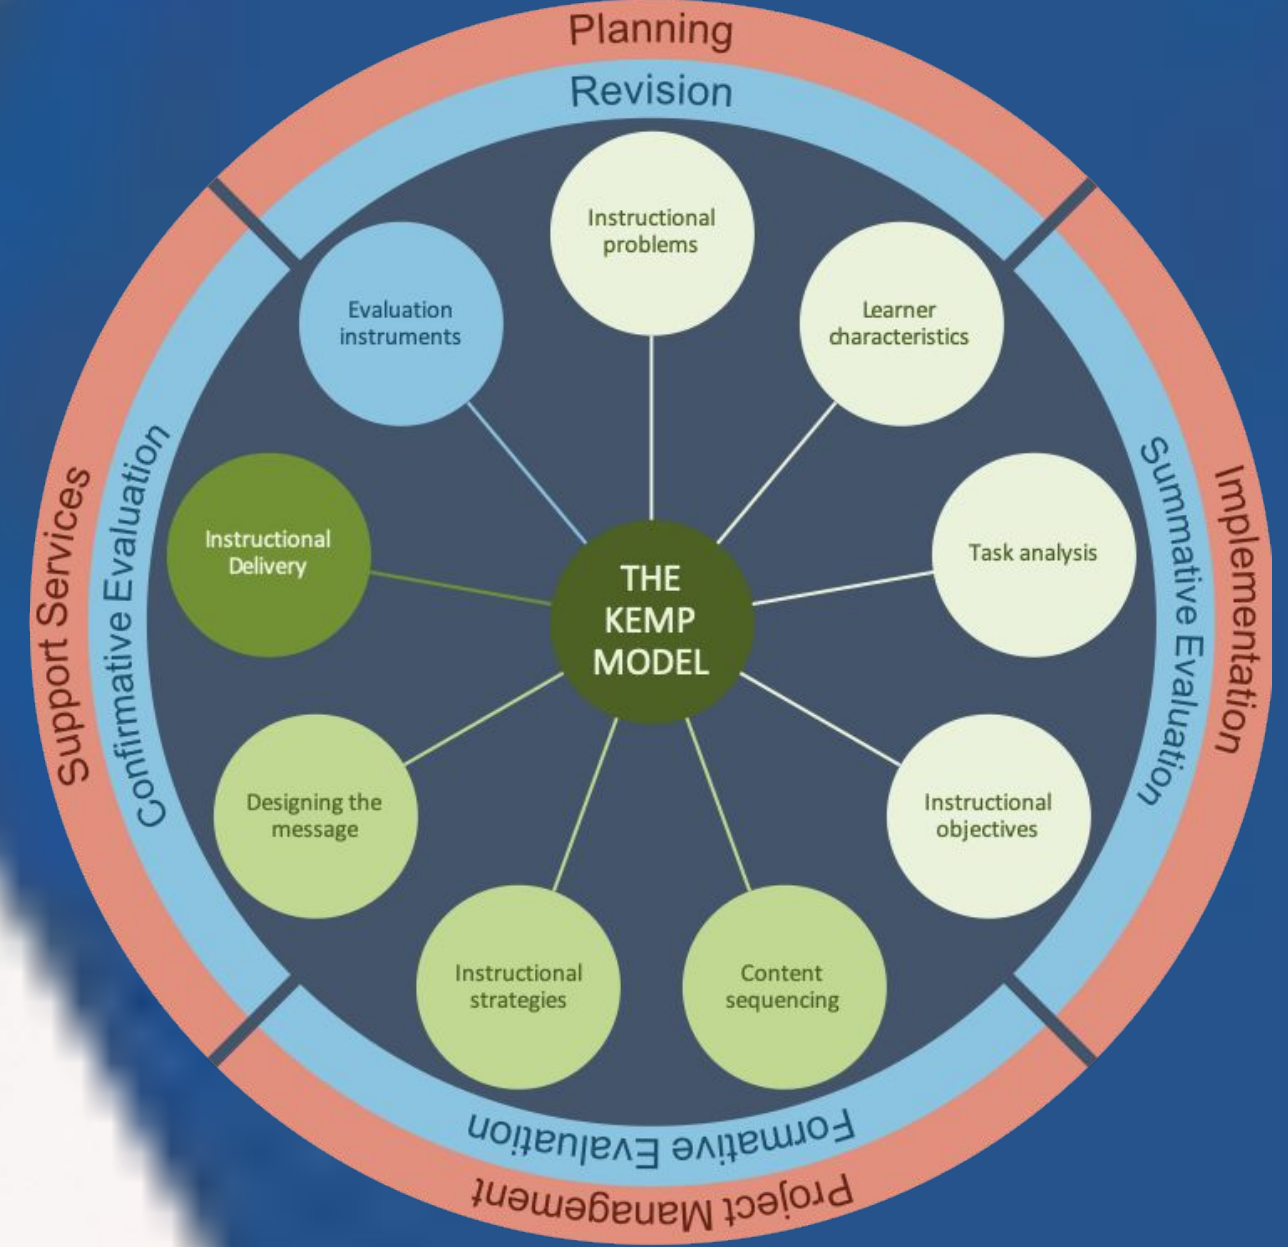 Planning
Revision
Instructional
problems
Learner
characteristics
Task analysis
Instructional
objectives
Content
sequencing
Instructional
strategies
Designing the
message
Instructional
Delivery
Evaluation
instruments
THE
KEMP
MODEL
Summative Evaluation
Implementation
Formative Evaluation
Project Management
Confirmative Evaluation
Support Services